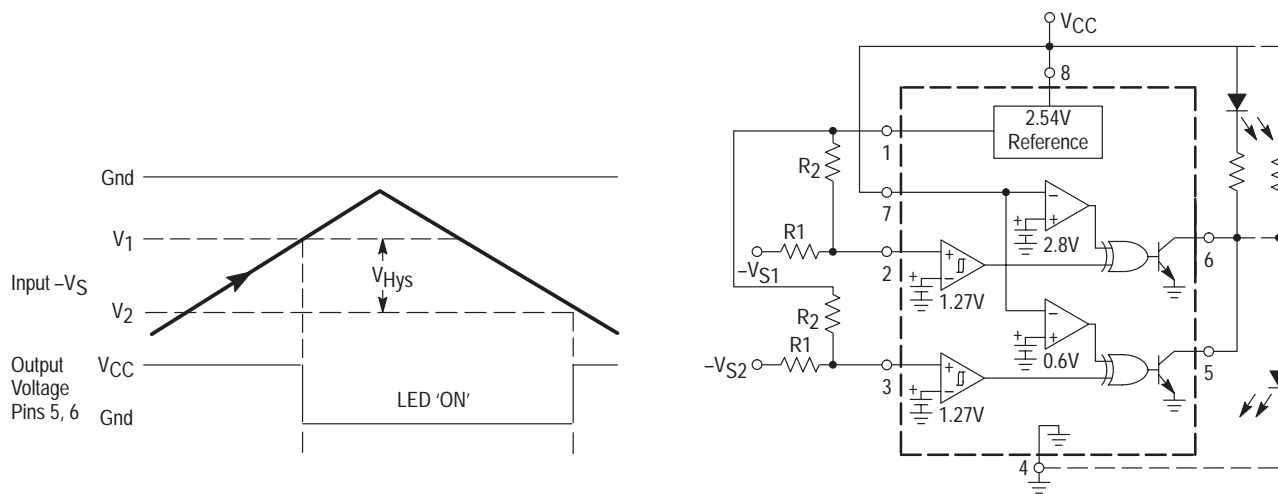 Gnd
V1
Input –VS
VHys
V2
Output
Voltage
Pins 5, 6
VCC
LED 'ON'
Gnd
VCC
8
2.54V
Reference
1
R2
7
–
+
+
2.8V
R1
–VS1
2
+
+
–
1.27V
6
R2
–
+
+
0.6V
R1
–VS2
3
+
+
–
1.27V
5
4